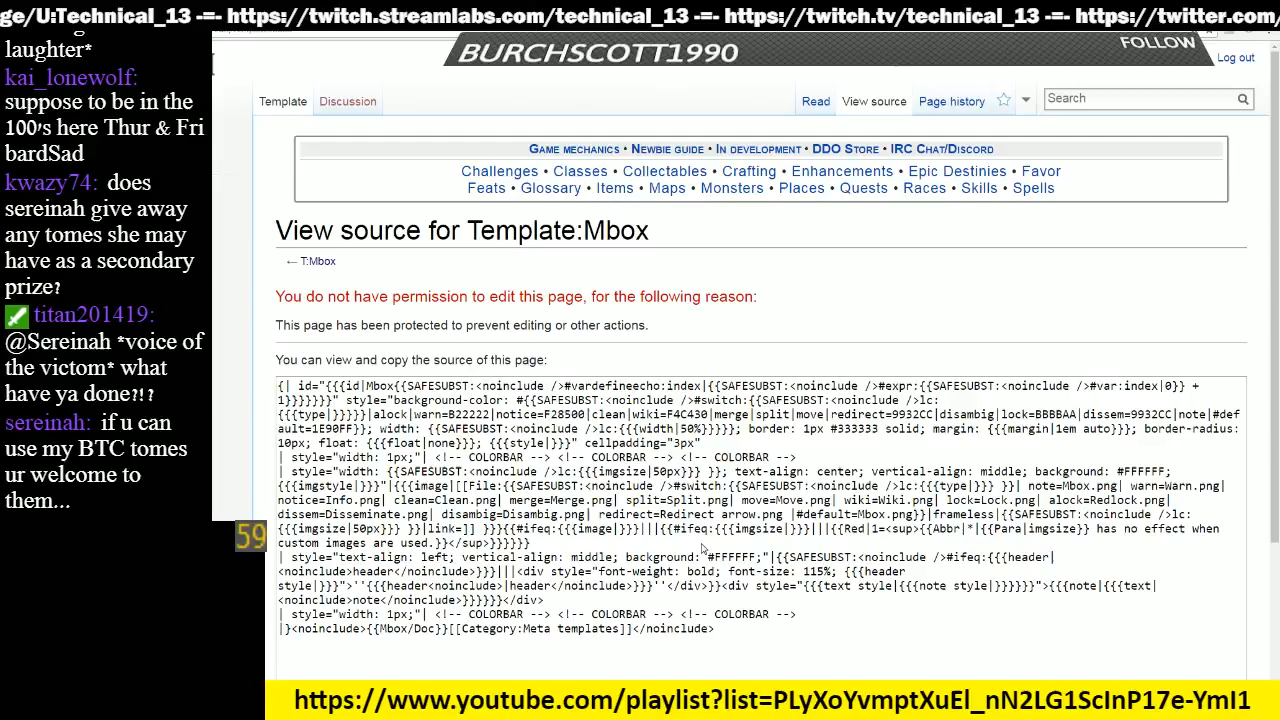 ge/U:Technical_13 -=- https://twitch.streamlabs.com/technical_13 -=- https://twitch.tv/technical_13 -=- https://twitter.com/
laughter*
kai_lonewolf:
suppose to be in the
100's here Thur & Fri
bardSad
kwazy74: does
sereinah give away
any tomes she may
have as a secondary
prize?
titan201419:
@Sereinah *voice of
the victom* what
have ya done?!?
sereinah: if u can
use my BTC tomes
ur welcome to
them...
59
BURCHSCOTT1990
FOLLOW
Log out
Template Discussion Read View source Page history Search
Game mechanics • Newbie guide • In development • DDO Store • IRC Chat/Discord
Challenges • Classes • Collectables • Crafting • Enhancements • Epic Destinies • Favor
Feats • Glossary • Items • Maps • Monsters • Places • Quests • Races • Skills • Spells
View source for Template:Mbox
← T:Mbox
You do not have permission to edit this page, for the following reason:
This page has been protected to prevent editing or other actions.
You can view and copy the source of this page:
{| id="{{{id|Mbox{{SAFESUBST:<noinclude />#vardefineecho:index|{{SAFESUBST:<noinclude />#expr:{{SAFESUBST:<noinclude />#var:index|0}} +
1}}}}}}}" style="background-color: #{{SAFESUBST:<noinclude />#switch:{{SAFESUBST:<noinclude />lc:
{{{type|}}}}}|alock|warn=B22222|notice=F28500|clean|wiki=F4C430|merge|split|move|redirect=9932CC|disambig|lock=BBBBAA|dissem=9932CC|note|#def
ault=1E90FF}}; width: {{SAFESUBST:<noinclude />lc:{{{width|50%}}}}}; border: 1px #333333 solid; margin: {{{margin|1em auto}}}; border-radius:
10px; float: {{{float|none}}}; {{{style|}}}" cellpadding="3px"
| style="width: 1px;"| <!-- COLORBAR --> <!-- COLORBAR --> <!-- COLORBAR -->
| style="width: {{SAFESUBST:<noinclude />lc:{{{imgsize|50px}}} }}; text-align: center; vertical-align: middle; background: #FFFFFF;
{{{imgstyle|}}}"|{{{image|[[File:{{SAFESUBST:<noinclude />#switch:{{SAFESUBST:<noinclude />lc:{{{type|}}} }}| note=Mbox.png| warn=Warn.png|
notice=Info.png| clean=Clean.png| merge=Merge.png| split=Split.png| move=Move.png| wiki=Wiki.png| lock=Lock.png| alock=Redlock.png|
dissem=Disseminate.png| disambig=Disambig.png| redirect=Redirect arrow.png |#default=Mbox.png}}|frameless|{{SAFESUBST:<noinclude />lc:
{{{imgsize|50px}}} }}|link=]] }}}{{#ifeq:{{{image|}}}|||{{#ifeq:{{{imgsize|}}}|||{{Red|1=<sup>{{Abbr|*|{{Para|imgsize}} has no effect when
custom images are used.}}</sup>}}}}}}
| style="text-align: left; vertical-align: middle; background: #FFFFFF;"|{{SAFESUBST:<noinclude />#ifeq:{{{header|
<noinclude>header</noinclude>}}}|||<div style="font-weight: bold; font-size: 115%; {{{header
style|}}}">''{{{header<noinclude>|header</noinclude>}}}''</div>}}<div style="{{{text style|{{{note style|}}}}}}">{{{note|{{{text|
<noinclude>note</noinclude>}}}}}}</div>
| style="width: 1px;"| <!-- COLORBAR --> <!-- COLORBAR --> <!-- COLORBAR -->
|}<noinclude>{{Mbox/Doc}}[[Category:Meta templates]]</noinclude>
https://www.youtube.com/playlist?list=PLyXoYvmptXuEl_nN2LG1ScInP17e-YmI1